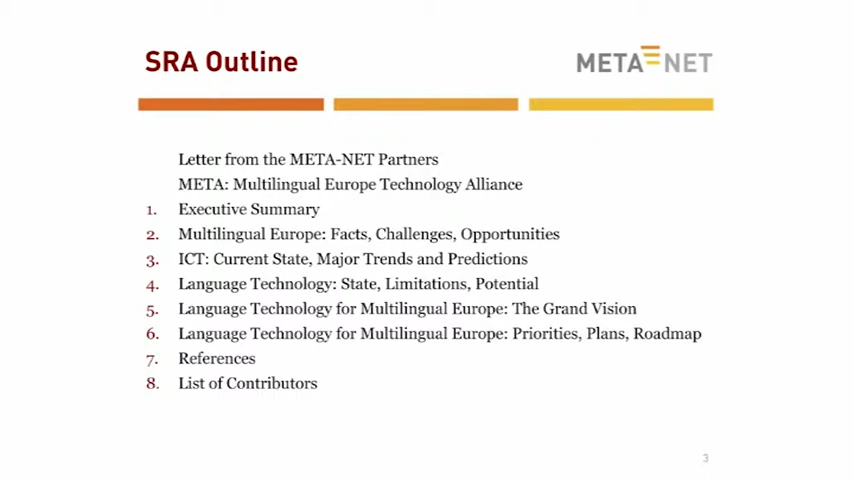 SRA Outline
META NET
Letter from the META-NET Partners
META: Multilingual Europe Technology Alliance
1. Executive Summary
2. Multilingual Europe: Facts, Challenges, Opportunities
3. ICT: Current State, Major Trends and Predictions
4. Language Technology: State, Limitations, Potential
5. Language Technology for Multilingual Europe: The Grand Vision
6. Language Technology for Multilingual Europe: Priorities, Plans, Roadmap
7. References
8. List of Contributors
3